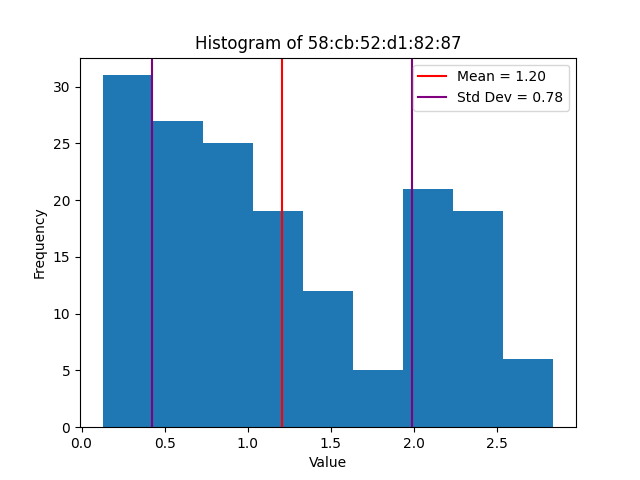 Histogram of 58:cb:52:d1:82:87
Mean = 1.20
Std Dev = 0.78
Frequency
30
25
20
15
10
5
0
0.0 0.5 1.0 1.5 2.0 2.5
Value